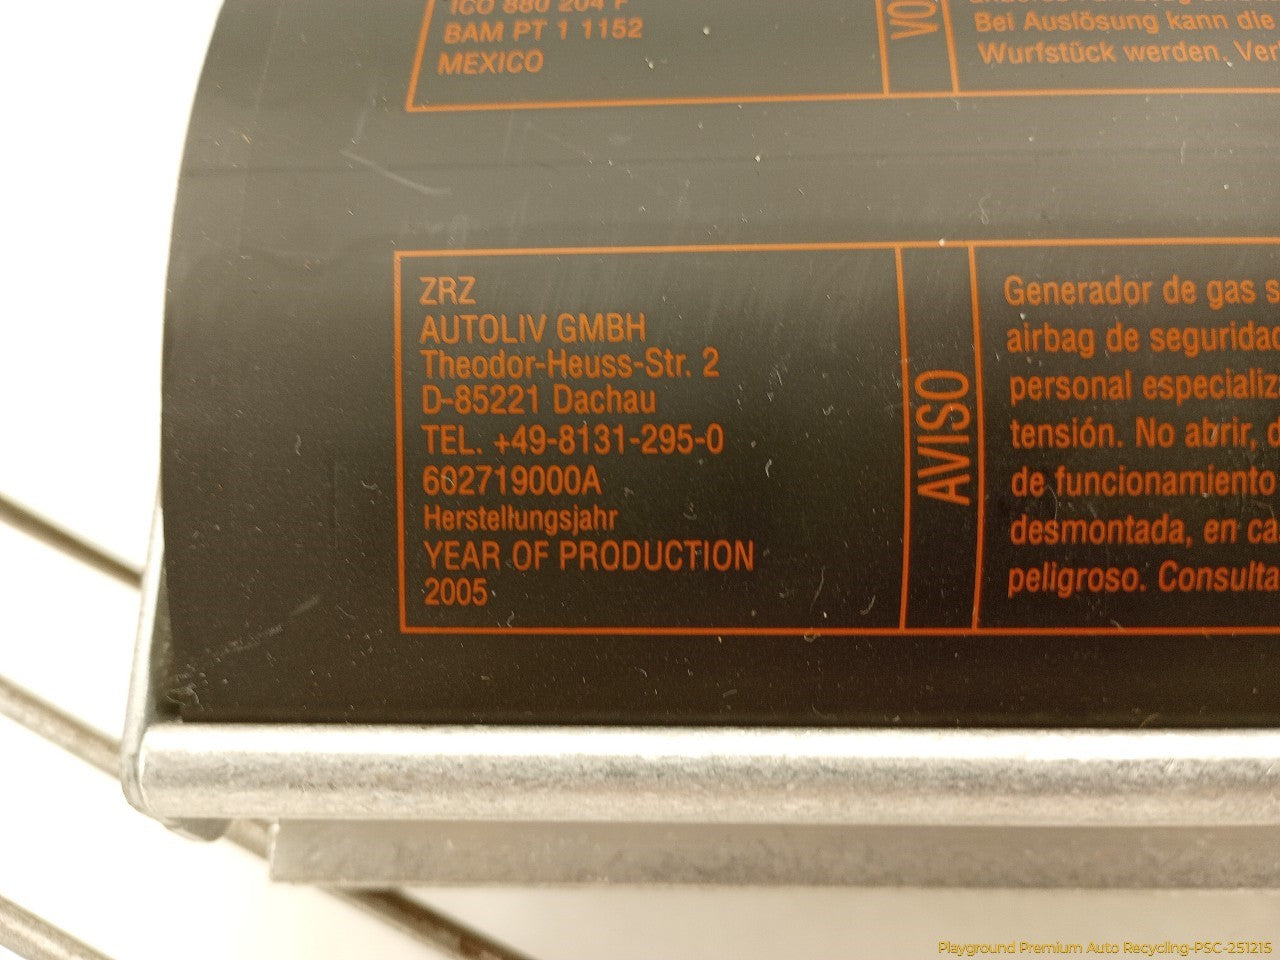 1CO 880 204 F
BAM PT 1 1152
MEXICO
Bei Auslösung kann die
Wurfstück werden. Ver
ZRZ
AUTOLIV GMBH
Theodor-Heuss-Str. 2
D-85221 Dachau
TEL. +49-8131-295-0
602719000A
Herstellungsjahr
YEAR OF PRODUCTION
2005
AVISO
Generador de gas s
airbag de seguridad
personal especializ
tensión. No abrir, d
de funcionamiento
desmontada, en ca
peligroso. Consulta
Playground Premium Auto Recycling-PSC-251215